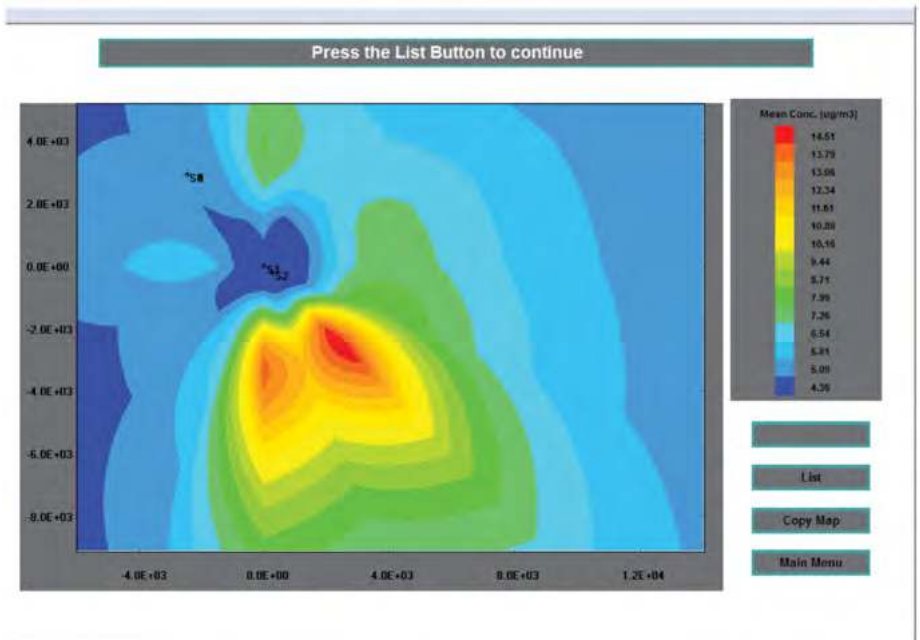 Press the List Button to continue
Mean Conc. (ug/m3)
14.51
13.79
13.06
12.34
11.61
10.88
10.16
9.44
8.71
7.99
7.26
6.54
5.81
5.09
4.36
4.0E+03
2.0E+03
0.0E+00
-2.0E+03
-4.0E+03
-6.0E+03
-8.0E+03
-4.0E+03
0.0E+00
4.0E+03
8.0E+03
1.2E+04
S2
List
Copy Map
Main Menu